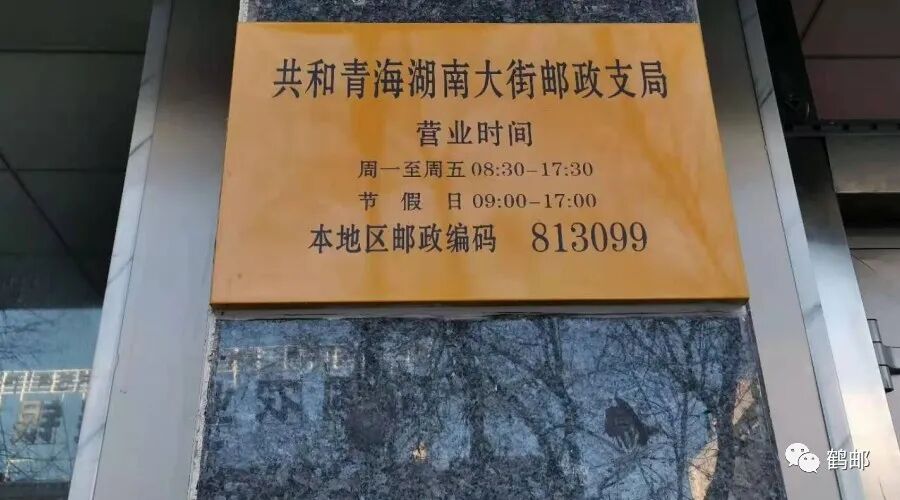 共和青海湖南大街邮政支局
营业时间
周一至周五 08:30-17:30
节 假 日 09:00-17:00
本地区邮政编码 813099
鹤邮